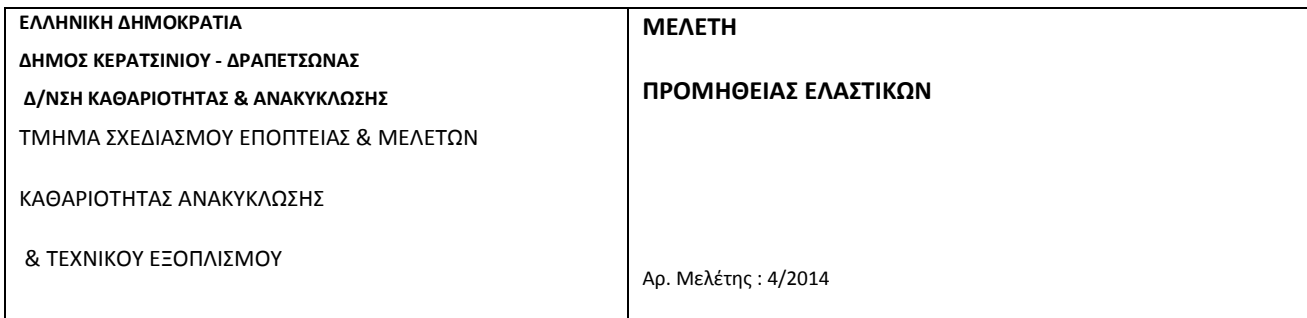 ΕΛΛΗΝΙΚΗ ΔΗΜΟΚΡΑΤΙΑ
ΔΗΜΟΣ ΚΕΡΑΤΣΙΝΙΟΥ - ΔΡΑΠΕΤΣΩΝΑΣ
Δ/ΝΣΗ ΚΑΘΑΡΙΟΤΗΤΑΣ & ΑΝΑΚΥΚΛΩΣΗΣ
ΤΜΗΜΑ ΣΧΕΔΙΑΣΜΟΥ ΕΠΟΠΤΕΙΑΣ & ΜΕΛΕΤΩΝ
ΚΑΘΑΡΙΟΤΗΤΑΣ ΑΝΑΚΥΚΛΩΣΗΣ
& ΤΕΧΝΙΚΟΥ ΕΞΟΠΛΙΣΜΟΥ
ΜΕΛΕΤΗ
ΠΡΟΜΗΘΕΙΑΣ ΕΛΑΣΤΙΚΩΝ
Αρ. Μελέτης : 4/2014